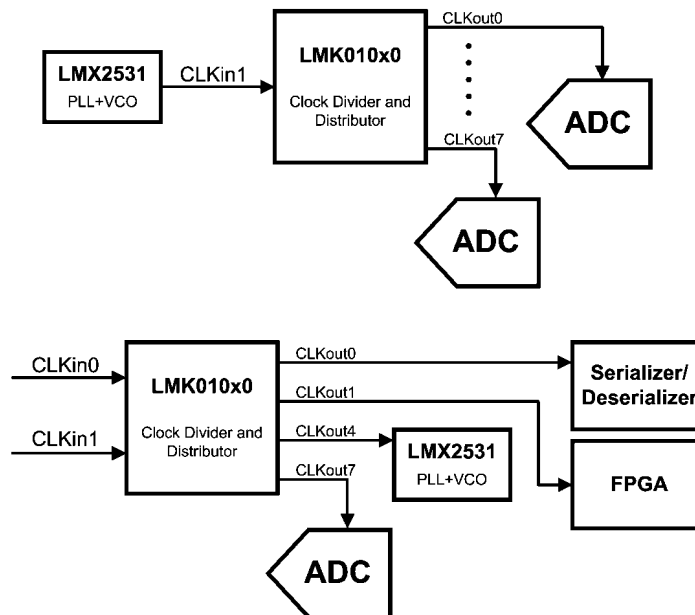 CLKout0
LMK010x0
LMX2531
CLKin1
PLL+VCO
Clock Divider and
Distributor
ADC
CLKout7
ADC
CLKin0
CLKout0
Serializer/
Deserializer
LMK010x0
CLKout1
Clock Divider and
Distributor
CLKin1
CLKout4
LMX2531
PLL+VCO
FPGA
CLKout7
ADC